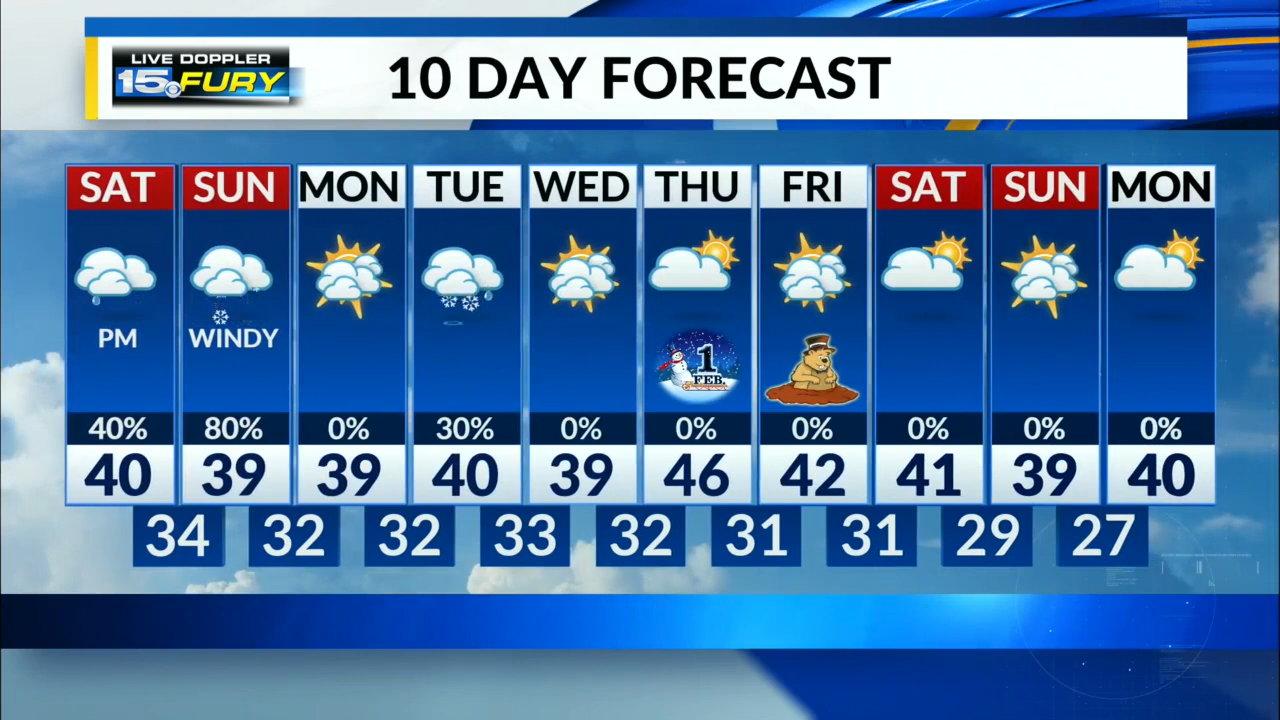 LIVE DOPPLER
15 FURY
10 DAY FORECAST
SAT SUN MON TUE WED THU FRI SAT SUN MON
PM WINDY
1
FEB.
40% 80% 0% 30% 0% 0% 0% 0% 0% 0%
40 39 39 40 39 46 42 41 39 40
34 32 32 33 32 31 31 29 27